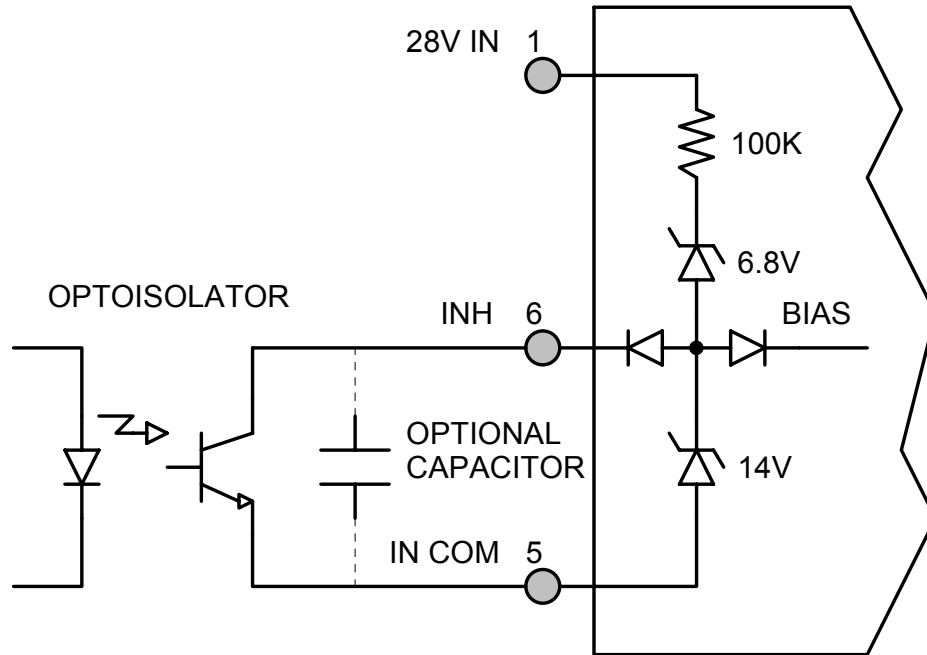 28V IN 1
100K
6.8V
OPTOISOLATOR
INH 6
BIAS
OPTIONAL
CAPACITOR
14V
IN COM 5